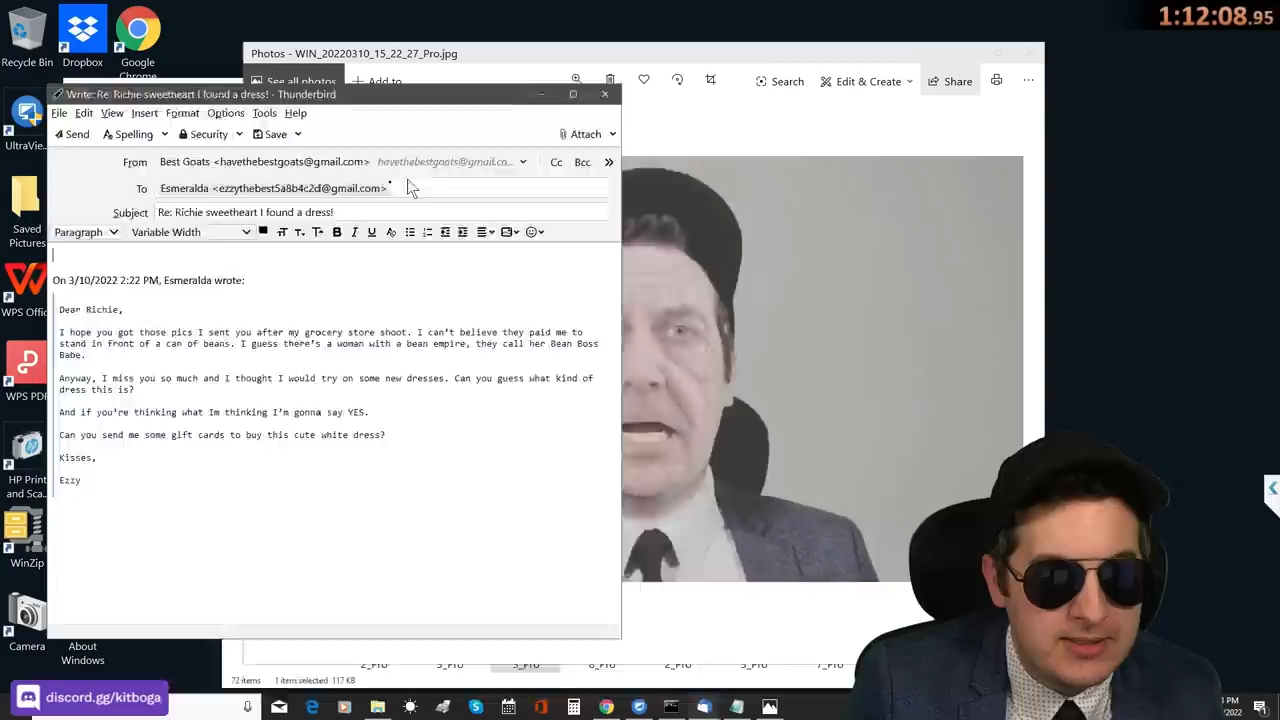 1:12:08.95
Photos - WIN_20220310_15_22_27_Pro.jpg
Recycle Bin
Dropbox
Google Chrome
See all photos
Add to
Search
Edit & Create
Share
Write: Re: Richie sweetheart I found a dress! - Thunderbird
File Edit View Insert Format Options Tools Help
Send Spelling Security Save Attach
From Best Goats <havethebestgoats@gmail.com> havethebestgoats@gmail.co... Cc Bcc
To Esmeralda <ezzythebest5a8b4c2d@gmail.com>
Subject Re: Richie sweetheart I found a dress!
Paragraph Variable Width
On 3/10/2022 2:22 PM, Esmeralda wrote:
Dear Richie,
I hope you got those pics I sent you after my grocery store shoot. I can't believe they paid me to
stand in front of a can of beans. I guess there's a woman with a bean empire, they call her Bean Boss
Babe.
Anyway, I miss you so much and I thought I would try on some new dresses. Can you guess what kind of
dress this is?
And if you're thinking what Im thinking I'm gonna say YES.
Can you send me some gift cards to buy this cute white dress?
Kisses,
Ezzy
UltraVie...
Saved
Pictures
WPS Office
WPS PDF
HP Print
and Sca...
WinZip
Camera
About
Windows
2_Pro 3_Pro 8_Pro 7_Pro
72 items 1 item selected 117 KB
discord.gg/kitboga